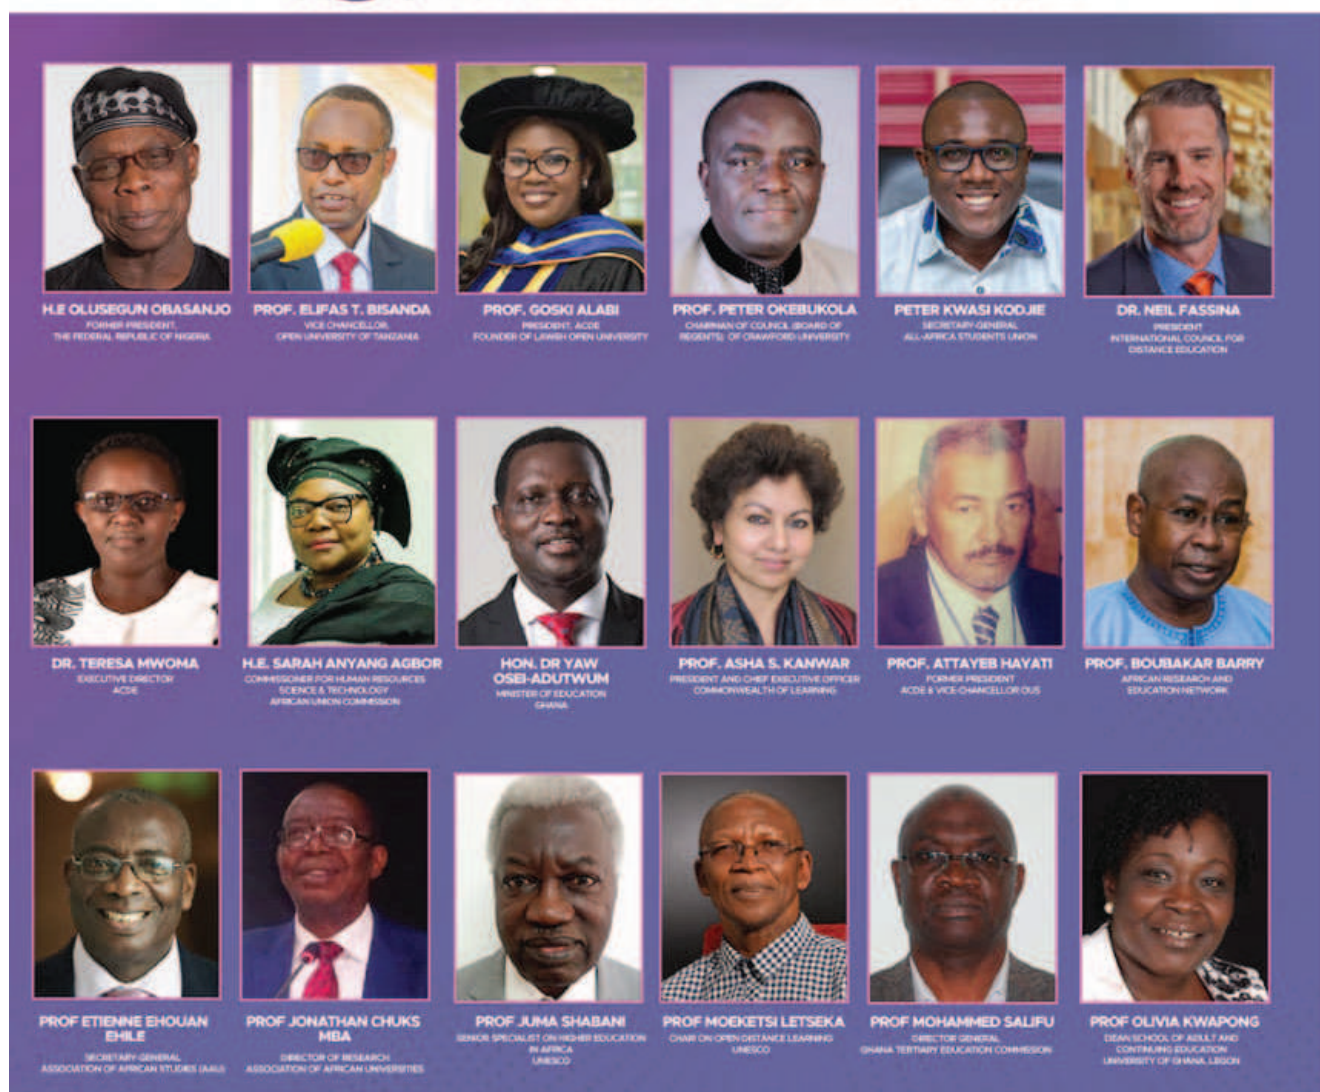 H.E OLUSEGUN OBASANJO
FORMER PRESIDENT,
THE FEDERAL REPUBLIC OF NIGERIA
PROF. ELIFAS T. BISANDA
VICE CHANCELLOR,
OPEN UNIVERSITY OF TANZANIA
PROF. GOSKI ALABI
PRESIDENT, ACDE
FOUNDER OF LAWEH OPEN UNIVERSITY
PROF. PETER OKEBUKOLA
CHAIRMAN OF COUNCIL (BOARD OF
REGENTS) OF CRAWFORD UNIVERSITY
PETER KWASI KODJIE
SECRETARY-GENERAL
ALL-AFRICA STUDENTS UNION
DR. NEIL FASSINA
PRESIDENT
INTERNATIONAL COUNCIL FOR
DISTANCE EDUCATION
DR. TERESA MWOMA
EXECUTIVE DIRECTOR
ACDE
H.E. SARAH ANYANG AGBOR
COMMISSIONER FOR HUMAN RESOURCES
SCIENCE & TECHNOLOGY
AFRICAN UNION COMMISSION
HON. DR YAW
OSEI-ADUTWUM
MINISTER OF EDUCATION
GHANA
PROF. ASHA S. KANWAR
PRESIDENT AND CHIEF EXECUTIVE OFFICER
COMMONWEALTH OF LEARNING
PROF. ATTAYEB HAYATI
FORMER PRESIDENT
ACDE & VICE-CHANCELLOR OUS
PROF. BOUBAKAR BARRY
AFRICAN RESEARCH AND
EDUCATION NETWORK
PROF ETIENNE EHOUAN
EHILE
SECRETARY-GENERAL
ASSOCIATION OF AFRICAN STUDIES (AAU)
PROF JONATHAN CHUKS
MBA
DIRECTOR OF RESEARCH
ASSOCIATION OF AFRICAN UNIVERSITIES
PROF JUMA SHABANI
SENIOR SPECIALIST ON HIGHER EDUCATION
IN AFRICA
UNESCO
PROF MOEKETSI LETSEKA
CHAIR ON OPEN DISTANCE LEARNING
UNESCO
PROF MOHAMMED SALIFU
DIRECTOR GENERAL
GHANA TERTIARY EDUCATION COMMISSION
PROF OLIVIA KWAPONG
DEAN SCHOOL OF ADULT AND
CONTINUING EDUCATION
UNIVERSITY OF GHANA, LEGON